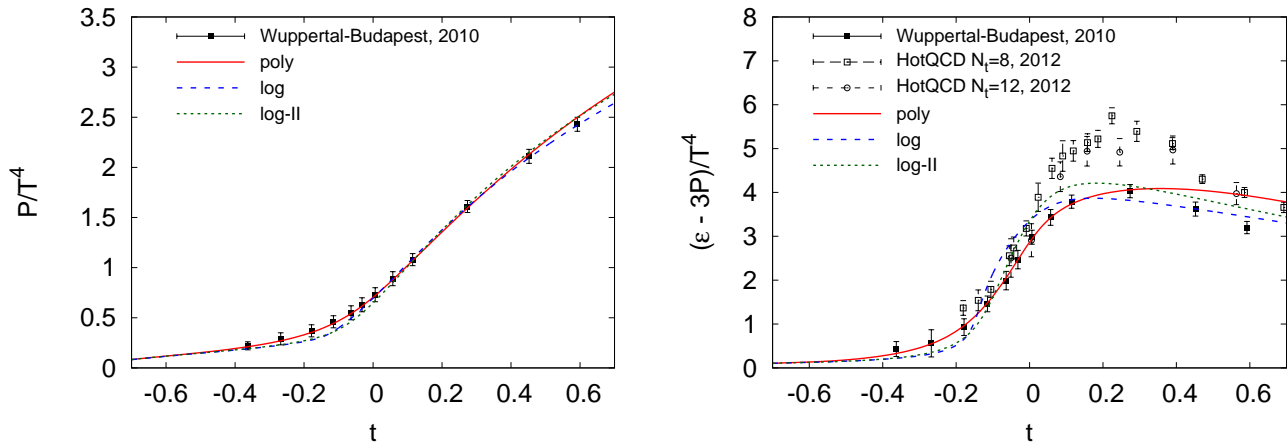 3.5
3
2.5
2
1.5
1
0.5
0
P/T^4
-0.6 -0.4 -0.2 0 0.2 0.4 0.6
t
Wuppertal-Budapest, 2010
poly
log
log-II
8
7
6
5
4
3
2
1
0
(ε - 3P)/T^4
-0.6 -0.4 -0.2 0 0.2 0.4 0.6
t
Wuppertal-Budapest, 2010
HotQCD N_t=8, 2012
HotQCD N_t=12, 2012
poly
log
log-II